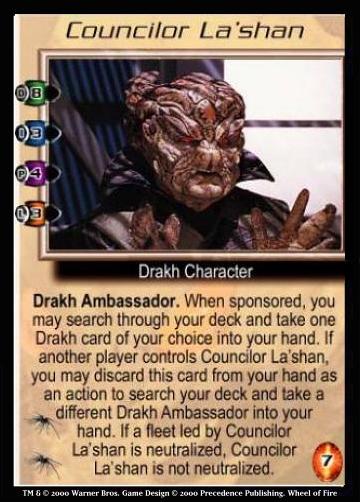 Councilor La'shan
D 8
I 3
P 4
L 3
Drakh Character
Drakh Ambassador. When sponsored, you
may search through your deck and take one
Drakh card of your choice into your hand. If
another player controls Councilor La'shan,
you may discard this card from your hand as
an action to search your deck and take a
different Drakh Ambassador into your
hand. If a fleet led by Councilor
La'shan is neutralized, Councilor
La'shan is not neutralized.
7
TM & © 2000 Warner Bros. Game Design © 2000 Precedence Publishing. Wheel of Fire